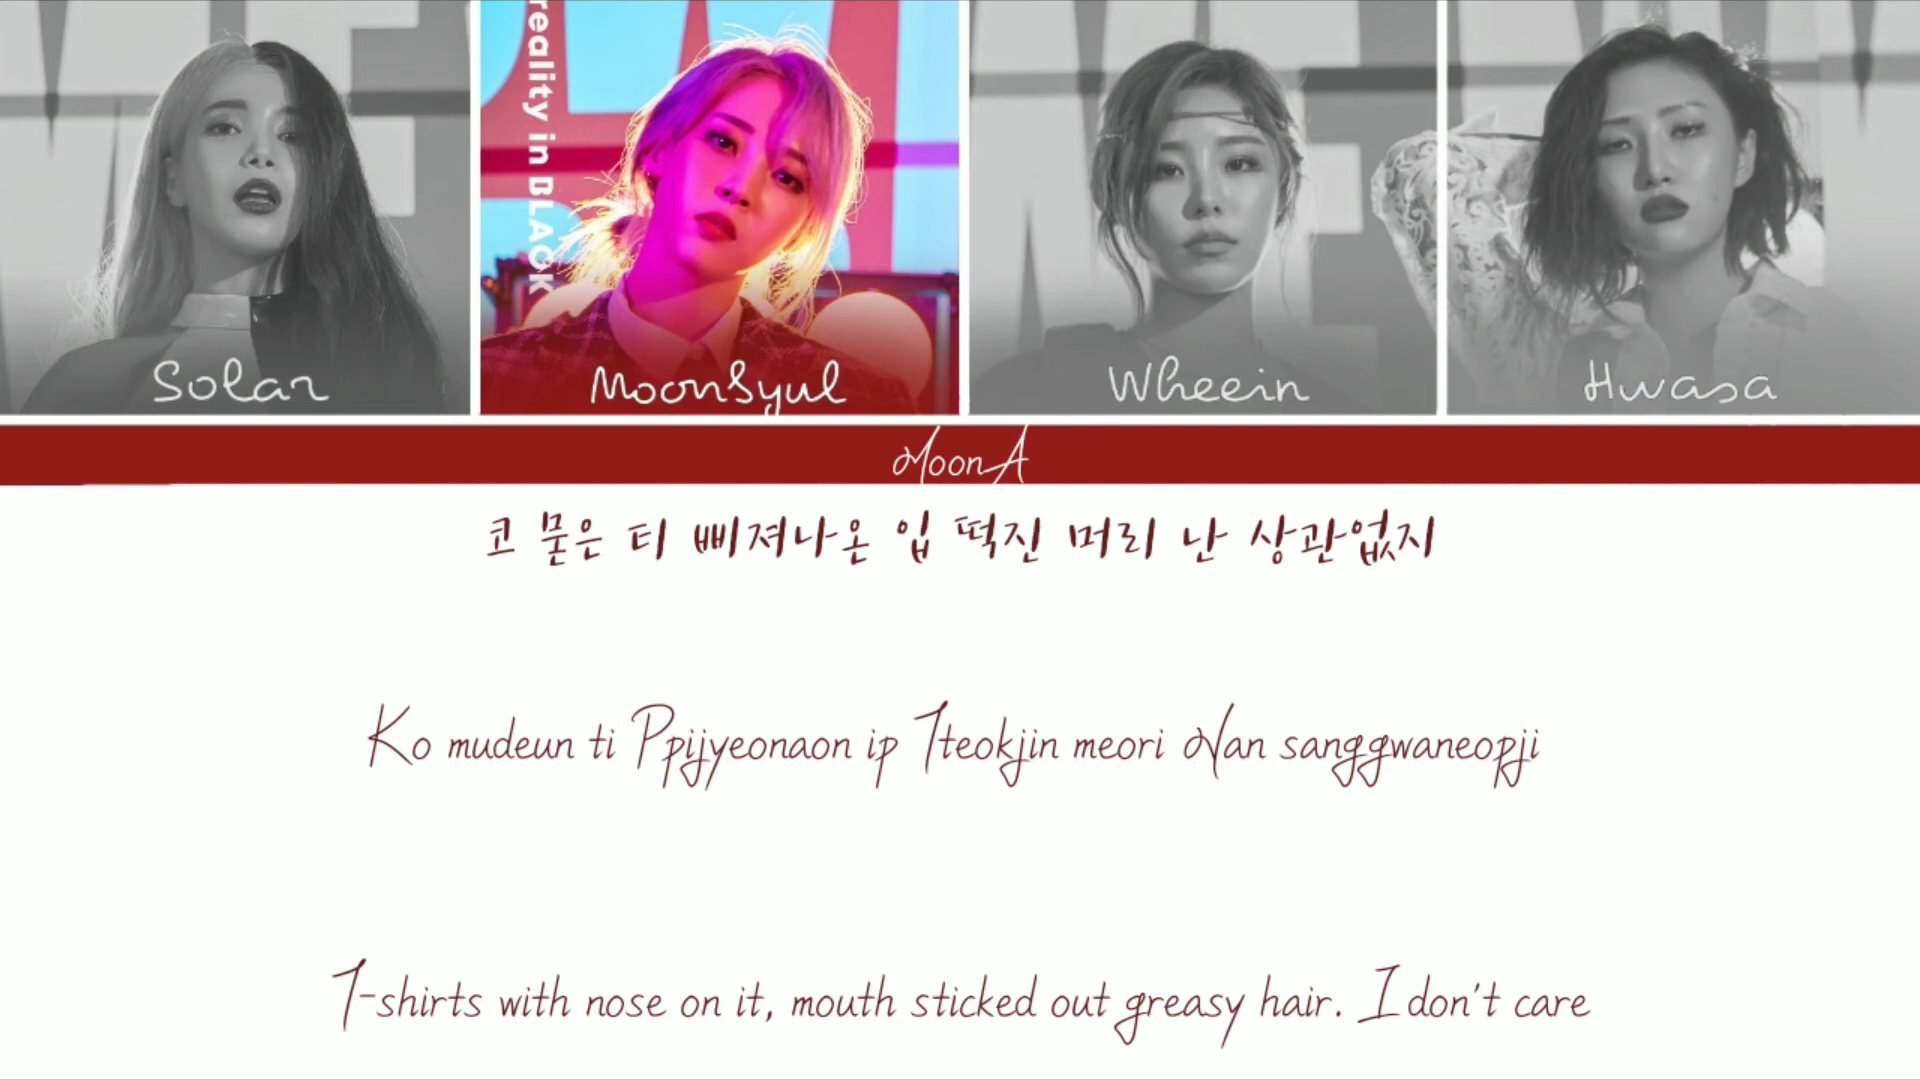 reality in BLACK
Solar
MoonByul
Wheein
Hwasa
MoonA
코 묻은 티 삐져나온 입 떡진 머리 난 상관없지
Ko mudeun ti Ppijyeonaon ip Tteokjin meori Nan sanggwaneopji
T-shirts with nose on it, mouth sticked out greasy hair. I don't care